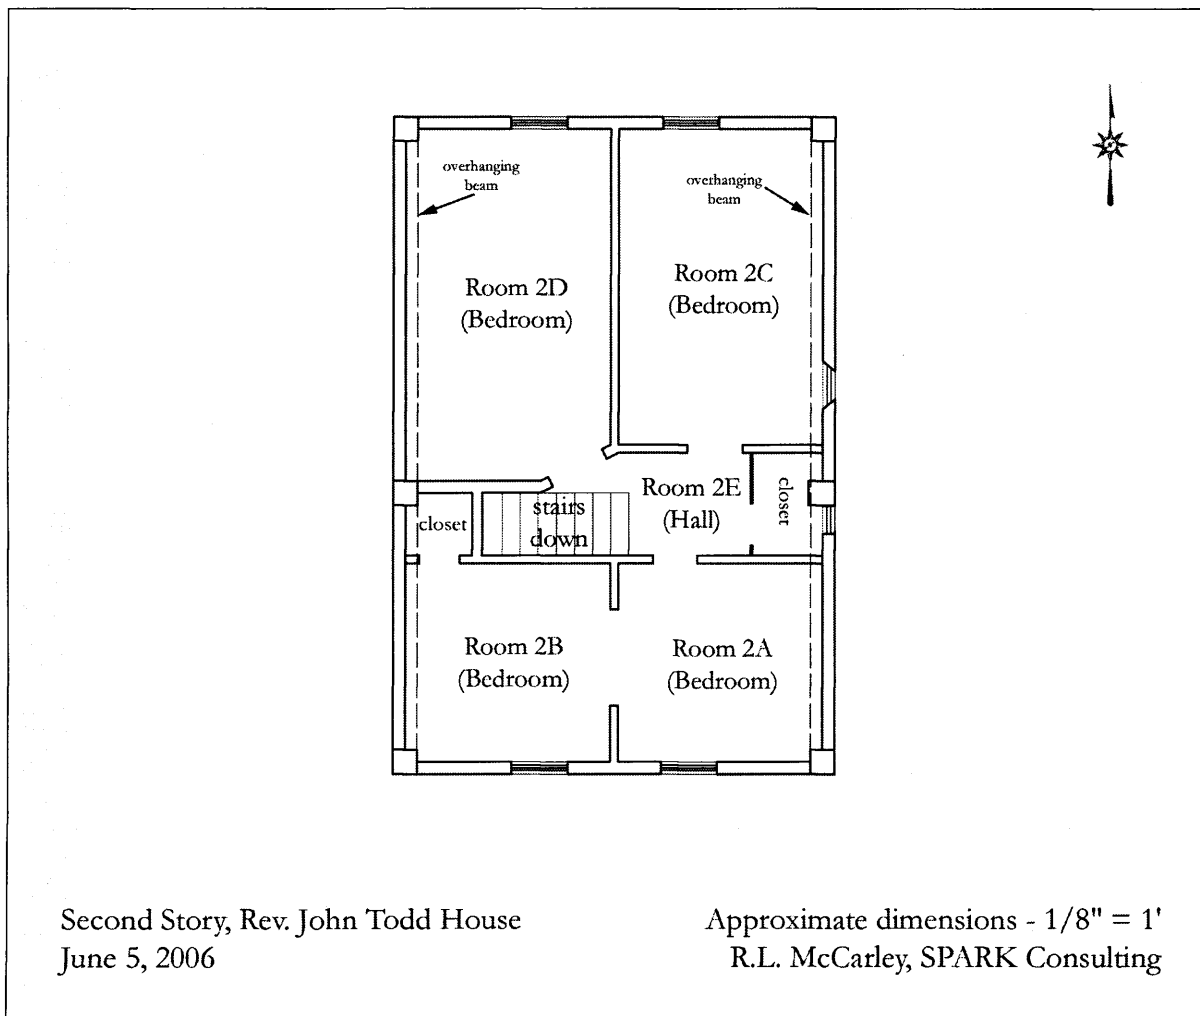 overhanging
beam
overhanging
beam
Room 2D
(Bedroom)
Room 2C
(Bedroom)
Room 2E
(Hall)
closet
closet
stairs
down
Room 2B
(Bedroom)
Room 2A
(Bedroom)
Second Story, Rev. John Todd House
June 5, 2006
Approximate dimensions - 1/8" = 1'
R.L. McCarley, SPARK Consulting